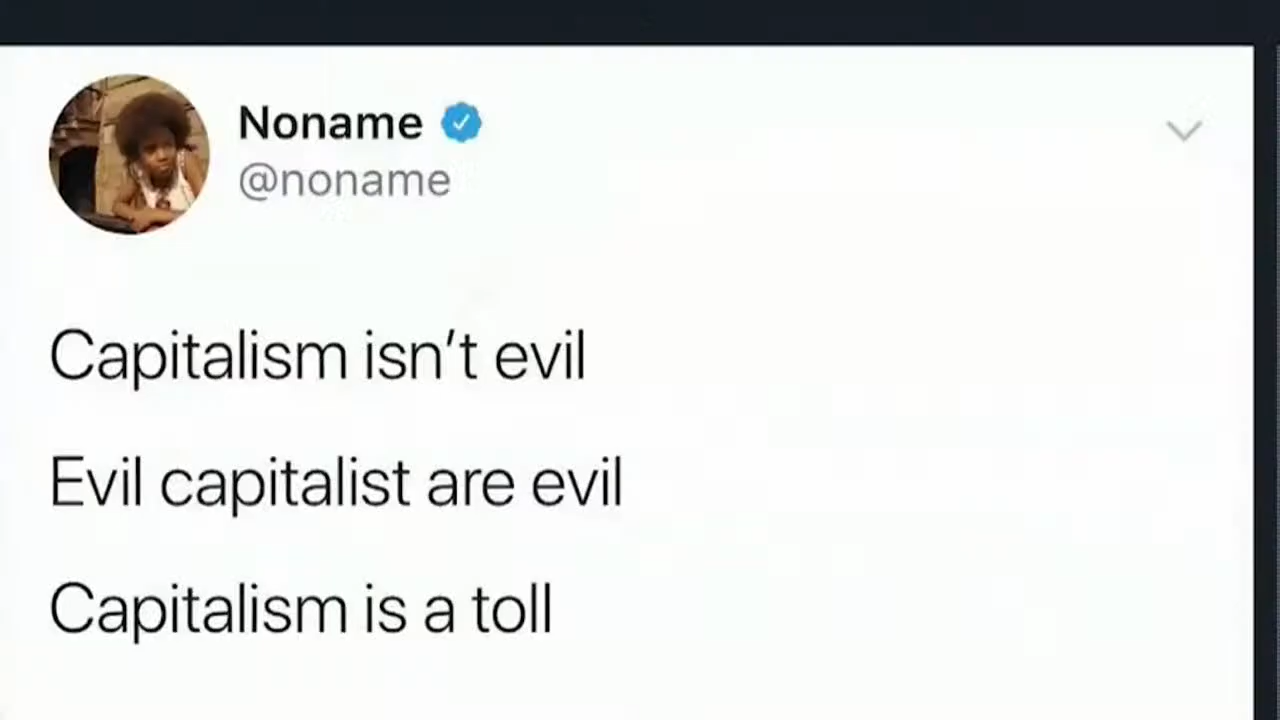 Noname
@noname
Capitalism isn't evil
Evil capitalist are evil
Capitalism is a toll